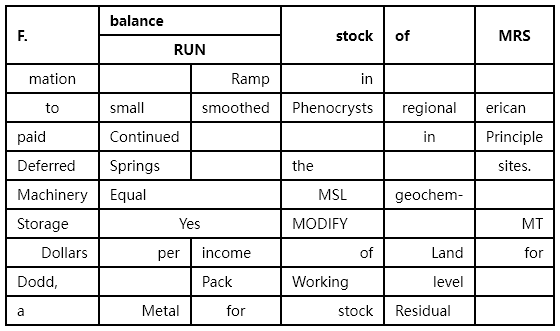 F. balance stock of MRS
RUN
mation Ramp in
to small smoothed Phenocrysts regional erican
paid Continued in Principle
Deferred Springs the sites.
Machinery Equal MSL geochem-
Storage Yes MODIFY MT
Dollars per income of Land for
Dodd, Pack Working level
a Metal for stock Residual